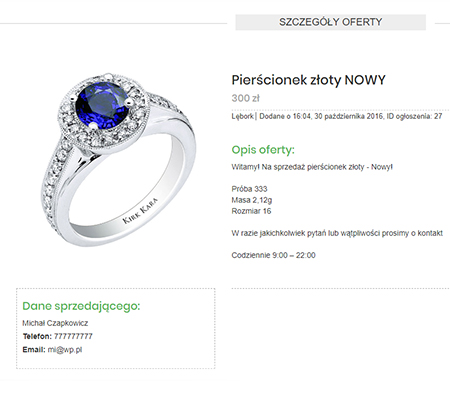 SZCZEGÓŁY OFERTY
Pierścionek złoty NOWY
300 zł
Lębork| Dodane o 16:04, 30 października 2016, ID ogłoszenia: 27
Opis oferty:
Witamy! Na sprzedaż pierścionek złoty - Nowy!
Próba 333
Masa 2,12g
Rozmiar 16
W razie jakichkolwiek pytań lub wątpliwości prosimy o kontakt
Codziennie 9:00 – 22:00
KIRK KARA
Dane sprzedającego:
Michał Czapkowicz
Telefon: 777777777
Email: mi@wp.pl